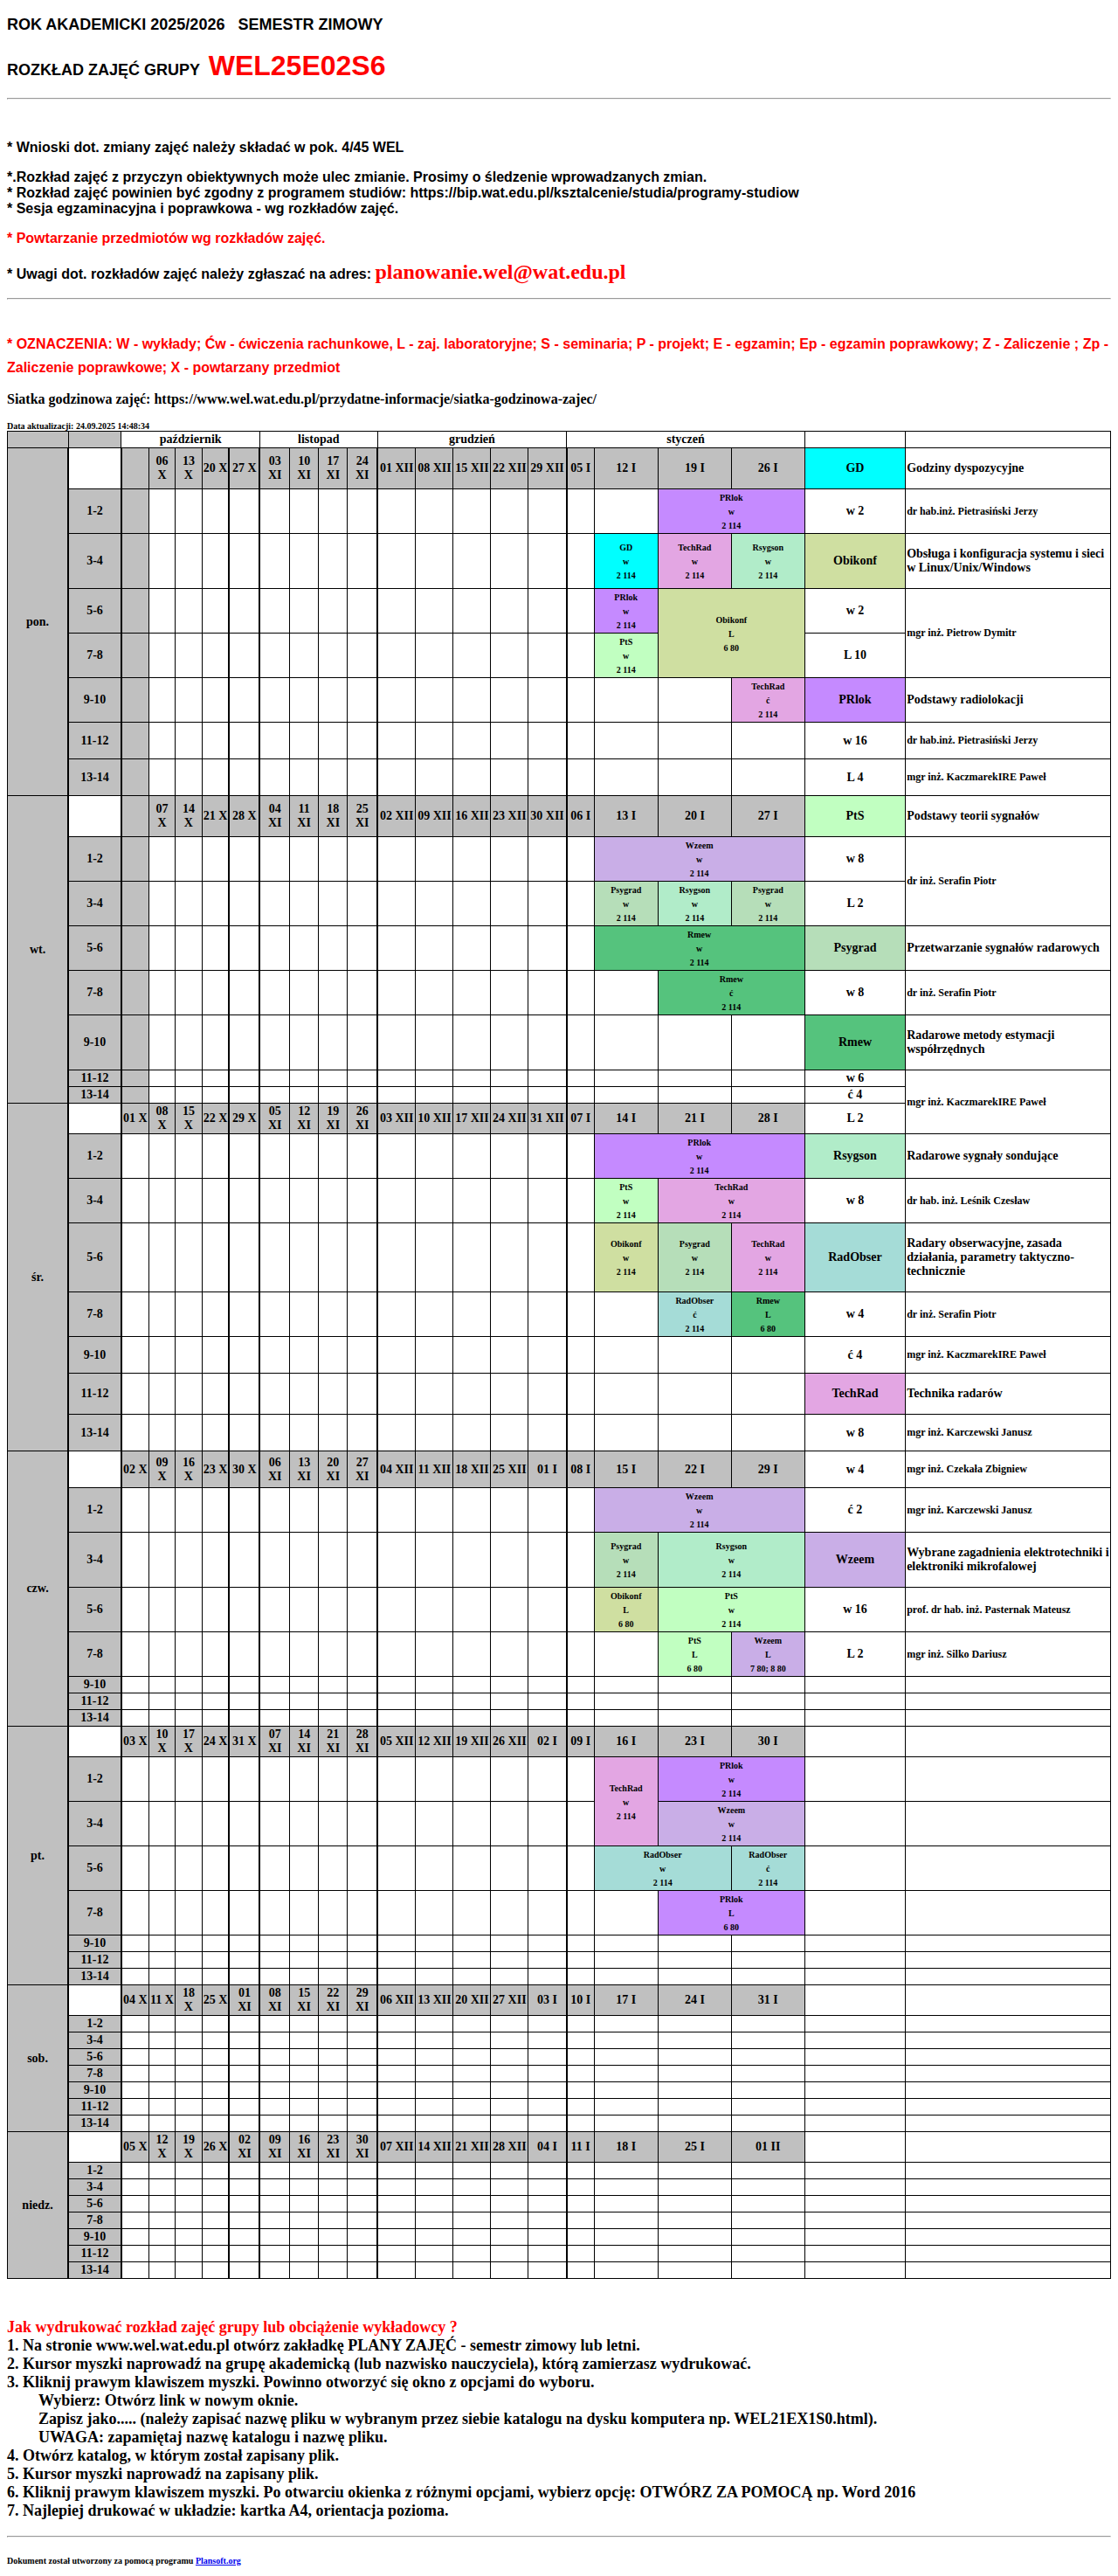 ROK AKADEMICKI 2025/2026 SEMESTR ZIMOWY
ROZKŁAD ZAJĘĆ GRUPY WEL25E02S6
* Wnioski dot. zmiany zajęć należy składać w pok. 4/45 WEL
*.Rozkład zajęć z przyczyn obiektywnych może ulec zmianie. Prosimy o śledzenie wprowadzanych zmian.
* Rozkład zajęć powinien być zgodny z programem studiów: https://bip.wat.edu.pl/ksztalcenie/studia/programy-studiow
* Sesja egzaminacyjna i poprawkowa - wg rozkładów zajęć.
* Powtarzanie przedmiotów wg rozkładów zajęć.
* Uwagi dot. rozkładów zajęć należy zgłaszać na adres: planowanie.wel@wat.edu.pl
* OZNACZENIA: W - wykłady; Ćw - ćwiczenia rachunkowe, L - zaj. laboratoryjne; S - seminaria; P - projekt; E - egzamin; Ep - egzamin poprawkowy; Z - Zaliczenie ; Zp -
Zaliczenie poprawkowe; X - powtarzany przedmiot
Siatka godzinowa zajęć: https://www.wel.wat.edu.pl/przydatne-informacje/siatka-godzinowa-zajec/
Data aktualizacji: 24.09.2025 14:48:34
październik listopad grudzień styczeń
pon. 06 X 13 X 20 X 27 X 03 XI 10 XI 17 XI 24 XI 01 XII 08 XII 15 XII 22 XII 29 XII 05 I 12 I 19 I 26 I GD Godziny dyspozycyjne
1-2 PRlok w 2 114 w 2 dr hab.inż. Pietrasiński Jerzy
3-4 GD w 2 114 TechRad w 2 114 Rsygson w 2 114 Obikonf Obsługa i konfiguracja systemu i sieci w Linux/Unix/Windows
5-6 PRlok w 2 114 Obikonf L 6 80 w 2 mgr inż. Pietrow Dymitr
7-8 PtS w 2 114 L 10
9-10 TechRad ć 2 114 PRlok Podstawy radiolokacji
11-12 w 16 dr hab.inż. Pietrasiński Jerzy
13-14 L 4 mgr inż. KaczmarekIRE Paweł
wt. 07 X 14 X 21 X 28 X 04 XI 11 XI 18 XI 25 XI 02 XII 09 XII 16 XII 23 XII 30 XII 06 I 13 I 20 I 27 I PtS Podstawy teorii sygnałów
1-2 Wzeem w 2 114 w 8 dr inż. Serafin Piotr
3-4 Psygrad w 2 114 Rsygson w 2 114 Psygrad w 2 114 L 2
5-6 Rmew w 2 114 Psygrad Przetwarzanie sygnałów radarowych
7-8 Rmew ć 2 114 w 8 dr inż. Serafin Piotr
9-10 Rmew Radarowe metody estymacji współrzędnych
11-12 w 6 mgr inż. KaczmarekIRE Paweł
13-14 ć 4
śr. 01 X 08 X 15 X 22 X 29 X 05 XI 12 XI 19 XI 26 XI 03 XII 10 XII 17 XII 24 XII 31 XII 07 I 14 I 21 I 28 I L 2
1-2 PRlok w 2 114 Rsygson Radarowe sygnały sondujące
3-4 PtS w 2 114 TechRad w 2 114 w 8 dr hab. inż. Leśnik Czesław
5-6 Obikonf w 2 114 Psygrad w 2 114 TechRad w 2 114 RadObser Radary obserwacyjne, zasada działania, parametry taktyczno-technicznie
7-8 RadObser ć 2 114 Rmew L 6 80 w 4 dr inż. Serafin Piotr
9-10 ć 4 mgr inż. KaczmarekIRE Paweł
11-12 TechRad Technika radarów
13-14 w 8 mgr inż. Karczewski Janusz
czw. 02 X 09 X 16 X 23 X 30 X 06 XI 13 XI 20 XI 27 XI 04 XII 11 XII 18 XII 25 XII 01 I 08 I 15 I 22 I 29 I w 4 mgr inż. Czekała Zbigniew
1-2 Wzeem w 2 114 ć 2 mgr inż. Karczewski Janusz
3-4 Psygrad w 2 114 Rsygson w 2 114 Wzeem Wybrane zagadnienia elektrotechniki i elektroniki mikrofalowej
5-6 Obikonf L 6 80 PtS w 2 114 w 16 prof. dr hab. inż. Pasternak Mateusz
7-8 PtS L 6 80 Wzeem L 7 80; 8 80 L 2 mgr inż. Silko Dariusz
9-10
11-12
13-14
pt. 03 X 10 X 17 X 24 X 31 X 07 XI 14 XI 21 XI 28 XI 05 XII 12 XII 19 XII 26 XII 02 I 09 I 16 I 23 I 30 I
1-2 TechRad w 2 114 PRlok w 2 114
3-4 Wzeem w 2 114
5-6 RadObser w 2 114 RadObser ć 2 114
7-8 PRlok L 6 80
9-10
11-12
13-14
sob. 04 X 11 X 18 X 25 X 01 XI 08 XI 15 XI 22 XI 29 XI 06 XII 13 XII 20 XII 27 XII 03 I 10 I 17 I 24 I 31 I
1-2
3-4
5-6
7-8
9-10
11-12
13-14
niedz. 05 X 12 X 19 X 26 X 02 XI 09 XI 16 XI 23 XI 30 XI 07 XII 14 XII 21 XII 28 XII 04 I 11 I 18 I 25 I 01 II
1-2
3-4
5-6
7-8
9-10
11-12
13-14
Jak wydrukować rozkład zajęć grupy lub obciążenie wykładowcy ?
1. Na stronie www.wel.wat.edu.pl otwórz zakładkę PLANY ZAJĘĆ - semestr zimowy lub letni.
2. Kursor myszki naprowadź na grupę akademicką (lub nazwisko nauczyciela), którą zamierzasz wydrukować.
3. Kliknij prawym klawiszem myszki. Powinno otworzyć się okno z opcjami do wyboru.
Wybierz: Otwórz link w nowym oknie.
Zapisz jako..... (należy zapisać nazwę pliku w wybranym przez siebie katalogu na dysku komputera np. WEL21EX1S0.html).
UWAGA: zapamiętaj nazwę katalogu i nazwę pliku.
4. Otwórz katalog, w którym został zapisany plik.
5. Kursor myszki naprowadź na zapisany plik.
6. Kliknij prawym klawiszem myszki. Po otwarciu okienka z różnymi opcjami, wybierz opcję: OTWÓRZ ZA POMOCĄ np. Word 2016
7. Najlepiej drukować w układzie: kartka A4, orientacja pozioma.
Dokument został utworzony za pomocą programu Plansoft.org